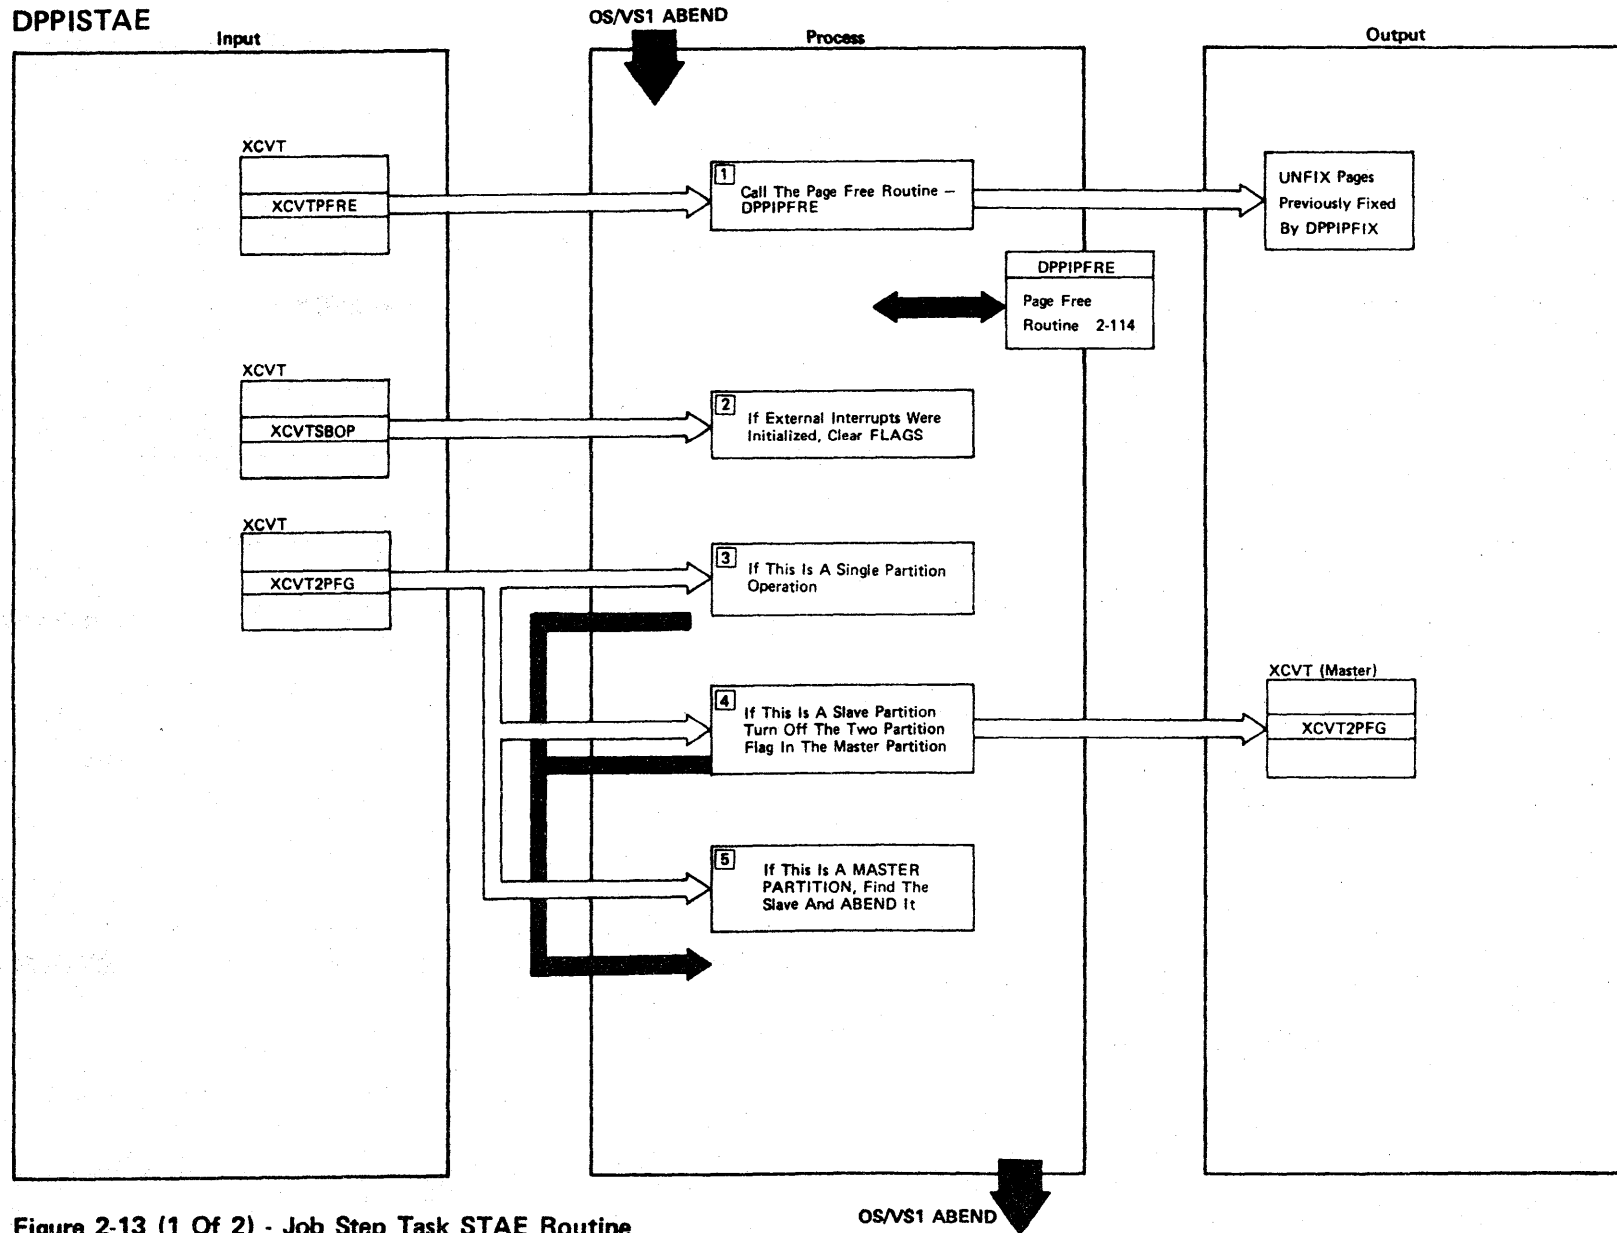 DPPISTAE
OS/VS1 ABEND
Input
Process
Output
XCVT
XCVTPFRE
1
Call The Page Free Routine –
DPPIPFRE
UNFIX Pages
Previously Fixed
By DPPIPFIX
DPPIPFRE
Page Free
Routine 2-114
XCVT
XCVTSBOP
2
If External Interrupts Were
Initialized, Clear FLAGS
XCVT
XCVT2PFG
3
If This Is A Single Partition
Operation
4
If This Is A Slave Partition
Turn Off The Two Partition
Flag In The Master Partition
XCVT (Master)
XCVT2PFG
5
If This Is A MASTER
PARTITION, Find The
Slave And ABEND It
OS/VS1 ABEND
Figure 2-13 (1 Of 2) - Job Step Task STAE Routine